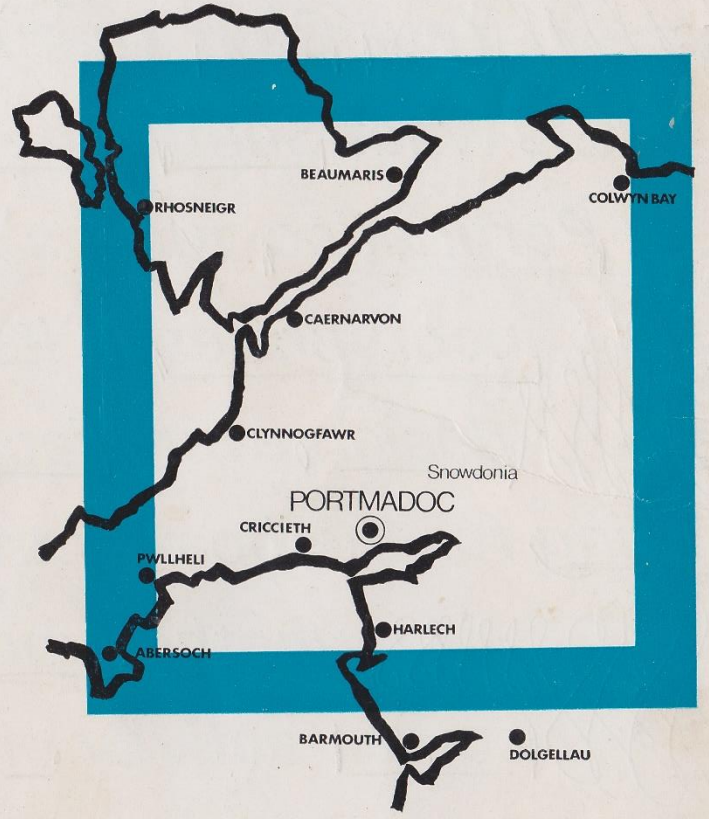 BEAUMARIS
COLWYN BAY
RHOSNEIGR
CAERNARVON
CLYNNOGFAWR
Snowdonia
PORTMADOC
CRICCIETH
PWLLHELI
HARLECH
ABERSOCH
BARMOUTH
DOLGELLAU